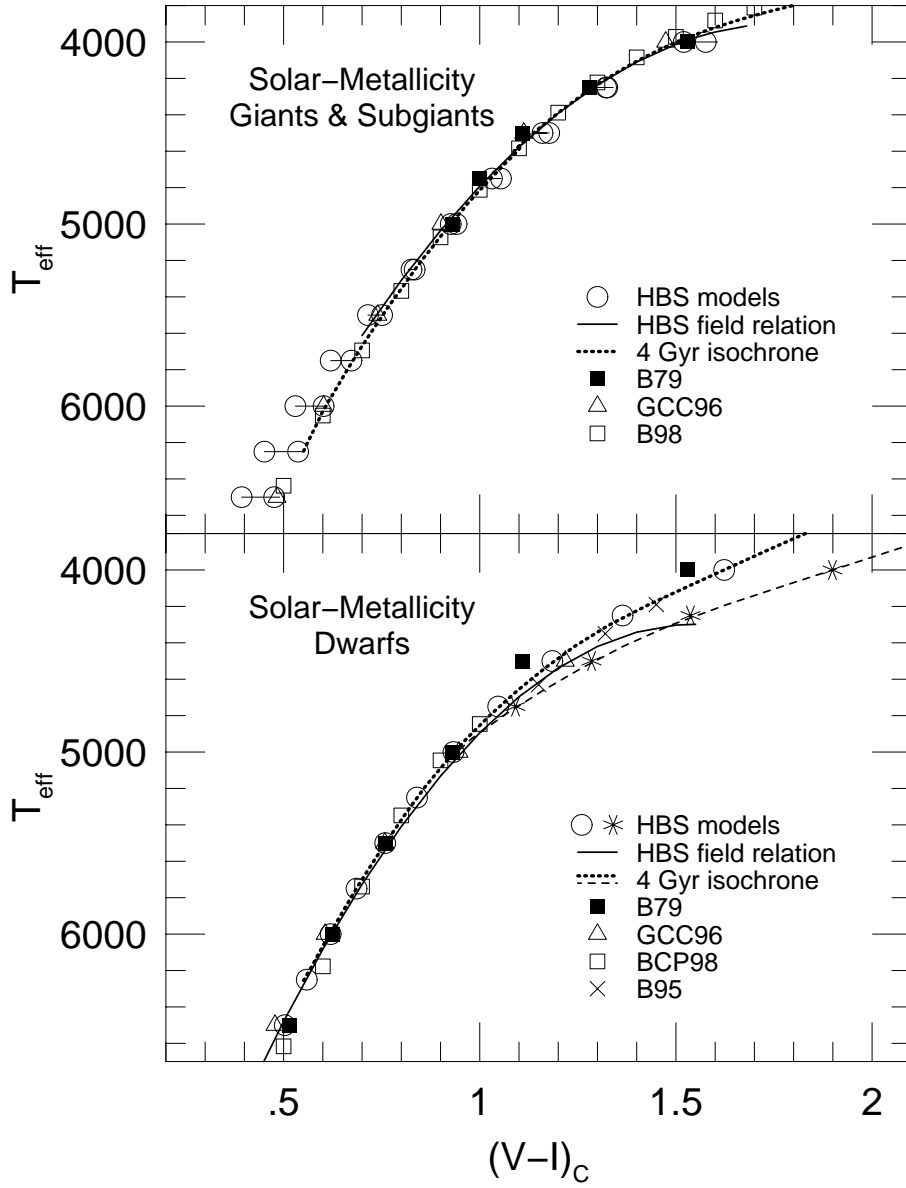 4000
Solar−Metallicity
Giants & Subgiants
5000
T_eff
HBS models
HBS field relation
4 Gyr isochrone
B79
GCC96
B98
6000
4000
Solar−Metallicity
Dwarfs
5000
T_eff
HBS models
HBS field relation
4 Gyr isochrone
B79
GCC96
BCP98
B95
6000
.5 1 1.5 2
(V−I)_C